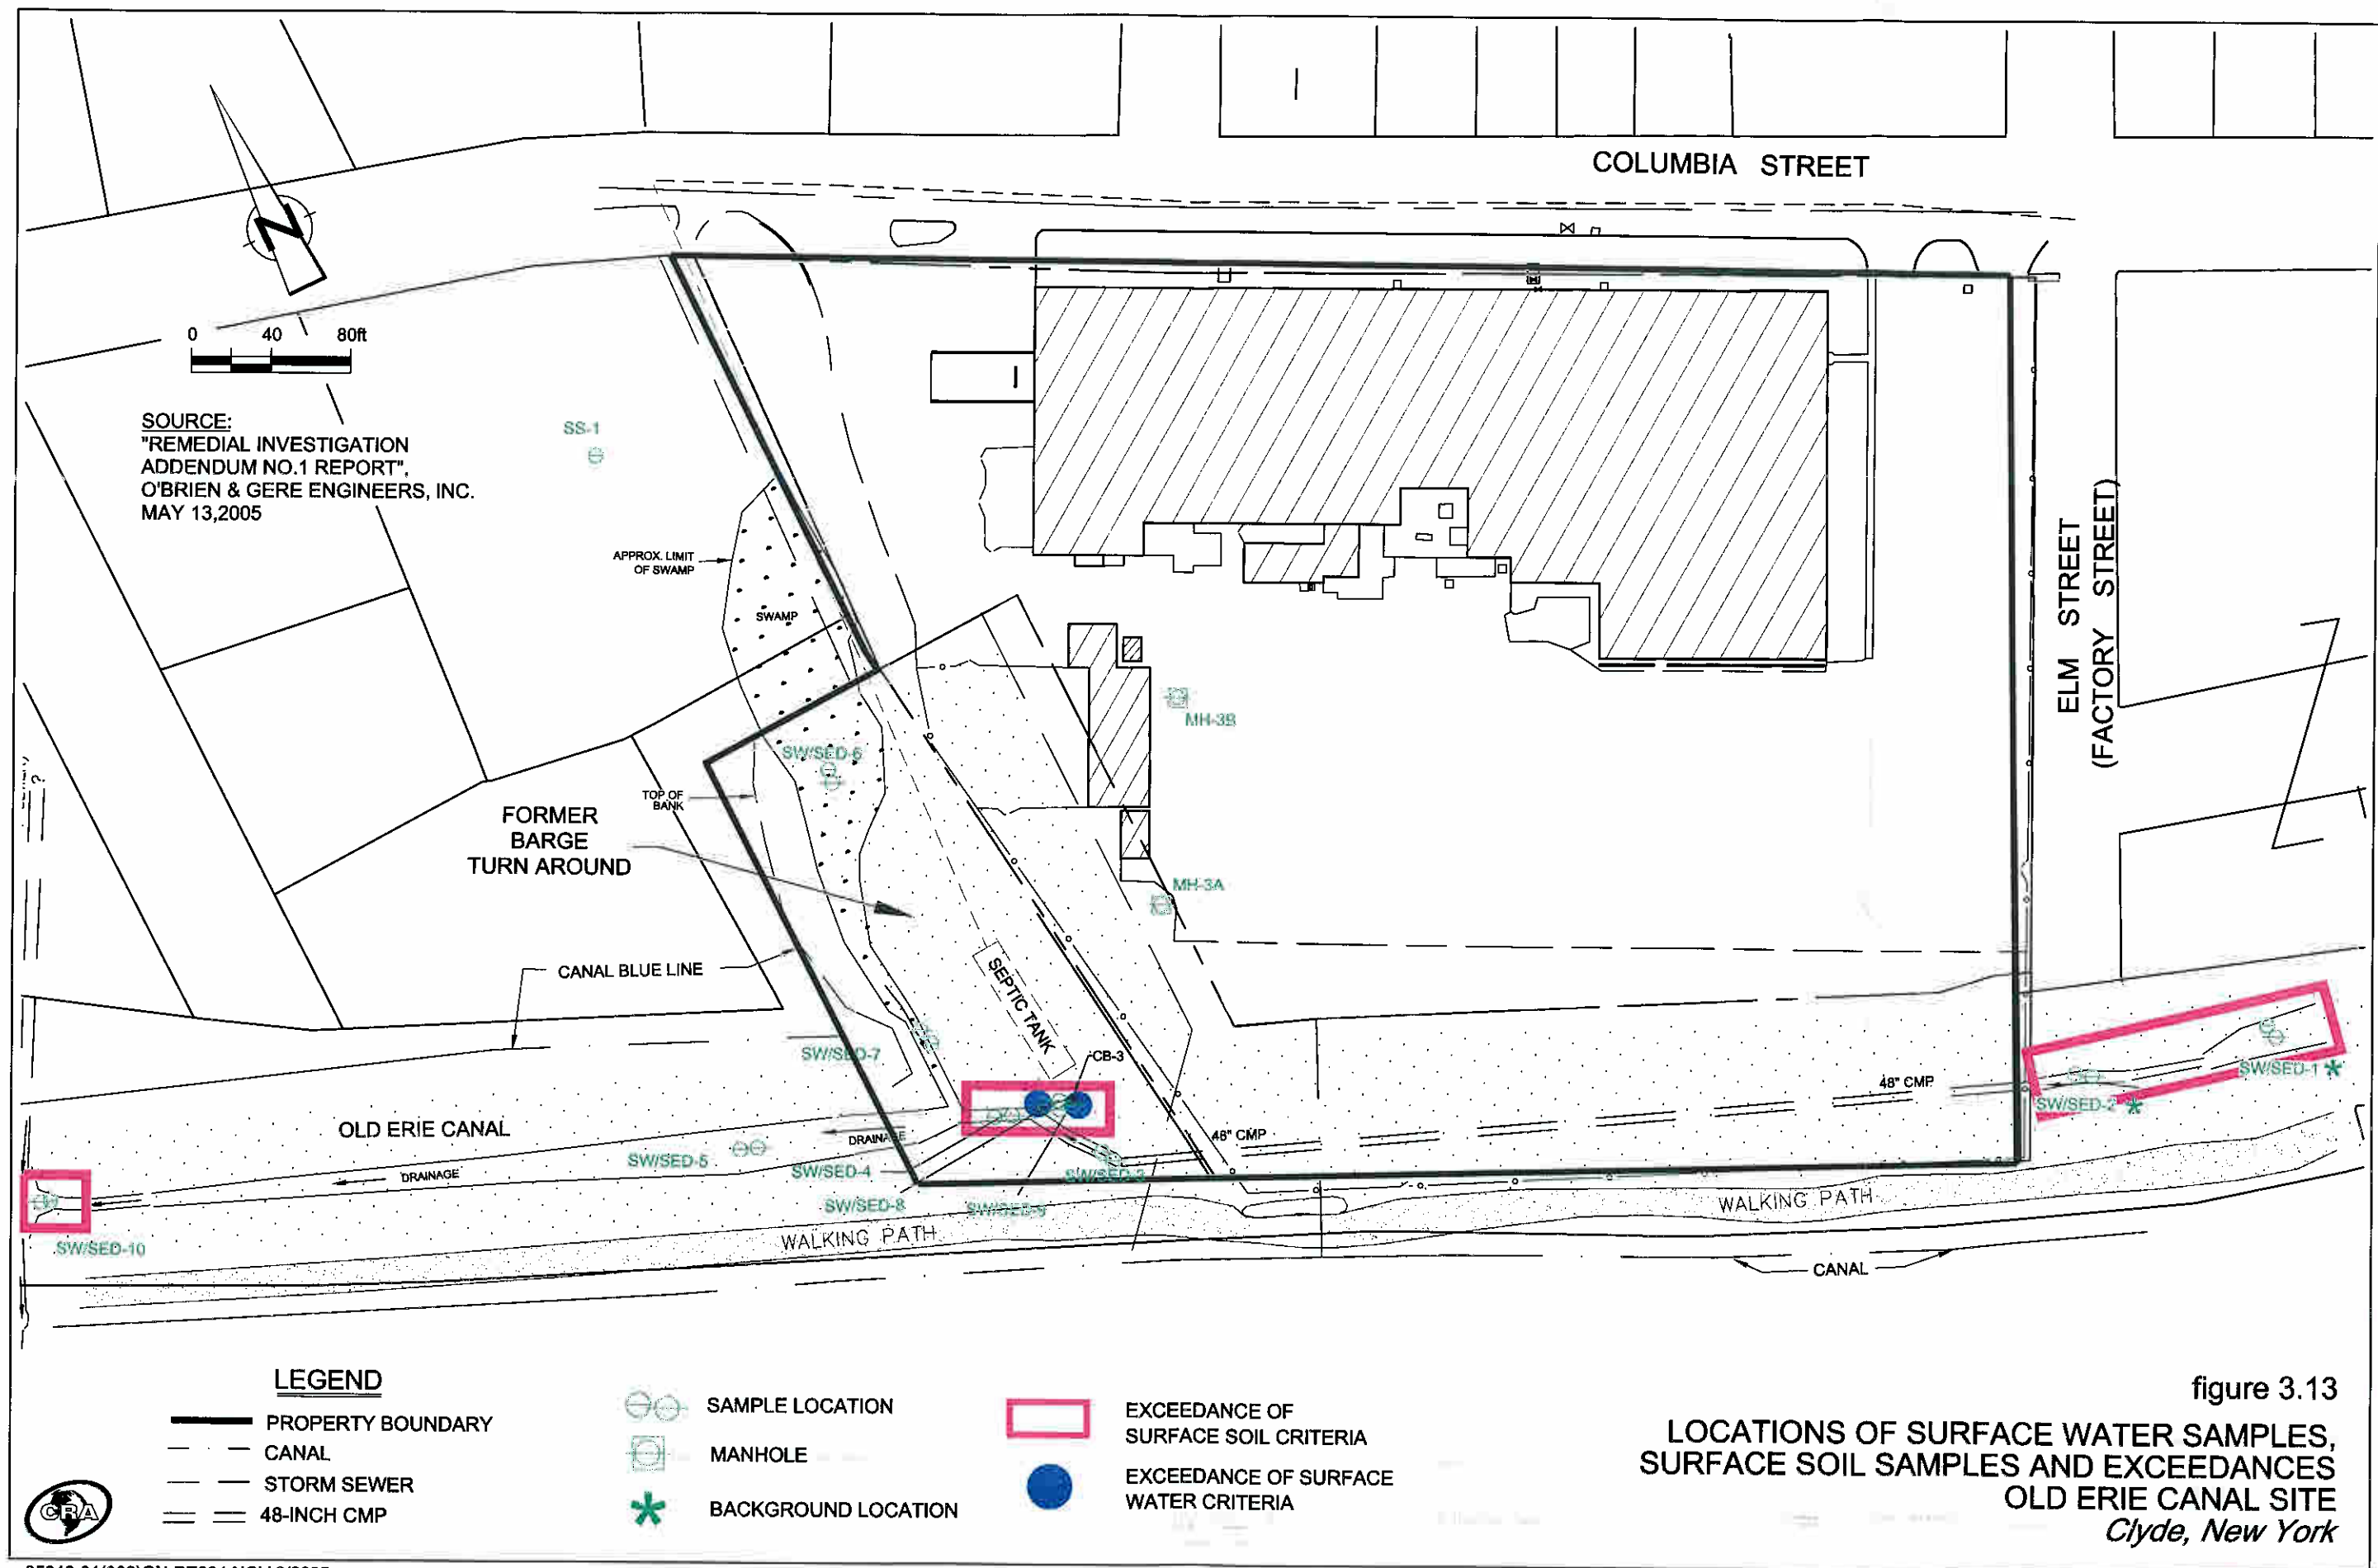 COLUMBIA STREET
N
0 40 80ft
SOURCE:
"REMEDIAL INVESTIGATION
ADDENDUM NO.1 REPORT",
O'BRIEN & GERE ENGINEERS, INC.
MAY 13,2005
SS-1
APPROX. LIMIT
OF SWAMP
SWAMP
ELM STREET
(FACTORY STREET)
MH-3B
SW/SED-6
TOP OF
BANK
FORMER
BARGE
TURN AROUND
MH-3A
CANAL BLUE LINE
SEPTIC TANK
SW/SED-7
CB-3
48" CMP
SW/SED-1
SW/SED-2
OLD ERIE CANAL
DRAINAGE
48" CMP
SW/SED-5
SW/SED-4
SW/SED-3
DRAINAGE
SW/SED-8
SW/SED-9
WALKING PATH
WALKING PATH
SW/SED-10
CANAL
LEGEND
PROPERTY BOUNDARY
CANAL
STORM SEWER
48-INCH CMP
SAMPLE LOCATION
MANHOLE
BACKGROUND LOCATION
EXCEEDANCE OF
SURFACE SOIL CRITERIA
EXCEEDANCE OF SURFACE
WATER CRITERIA
CRA
figure 3.13
LOCATIONS OF SURFACE WATER SAMPLES,
SURFACE SOIL SAMPLES AND EXCEEDANCES
OLD ERIE CANAL SITE
Clyde, New York